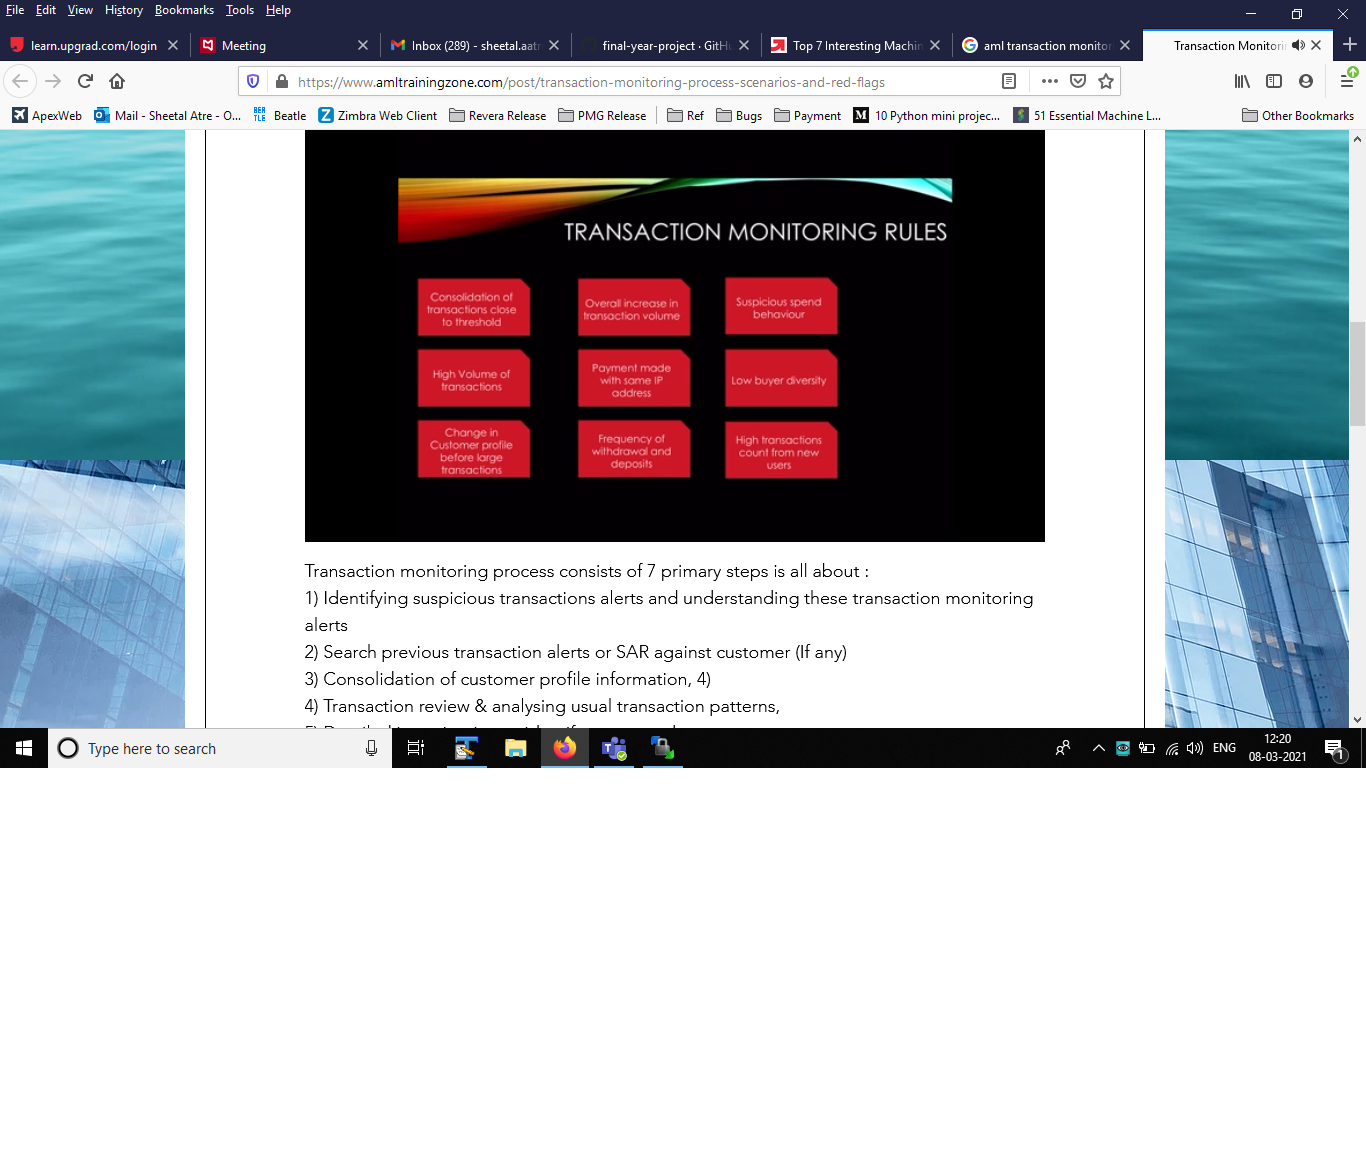 File Edit View History Bookmarks Tools Help
learn.upgrad.com/login
Meeting
Inbox (289) - sheetal.aatr
final-year-project · GitHu
Top 7 Interesting Machin
aml transaction monitor
Transaction Monitorin
https://www.amltrainingzone.com/post/transaction-monitoring-process-scenarios-and-red-flags
ApexWeb
Mail - Sheetal Atre - O...
Beatle
Zimbra Web Client
Revera Release
PMG Release
Ref
Bugs
Payment
M 10 Python mini projec...
51 Essential Machine L...
Other Bookmarks
TRANSACTION MONITORING RULES
Consolidation of
transactions close
to threshold
Overall increase in
transaction volume
Suspicious spend
behaviour
High Volume of
transactions
Payment made
with same IP
address
Low buyer diversity
Change in
Customer profile
before large
transactions
Frequency of
withdrawal and
deposits
High transactions
count from new
users
Transaction monitoring process consists of 7 primary steps is all about :
1) Identifying suspicious transactions alerts and understanding these transaction monitoring
alerts
2) Search previous transaction alerts or SAR against customer (If any)
3) Consolidation of customer profile information, 4)
4) Transaction review & analysing usual transaction patterns,
Type here to search
ENG
12:20
08-03-2021
1